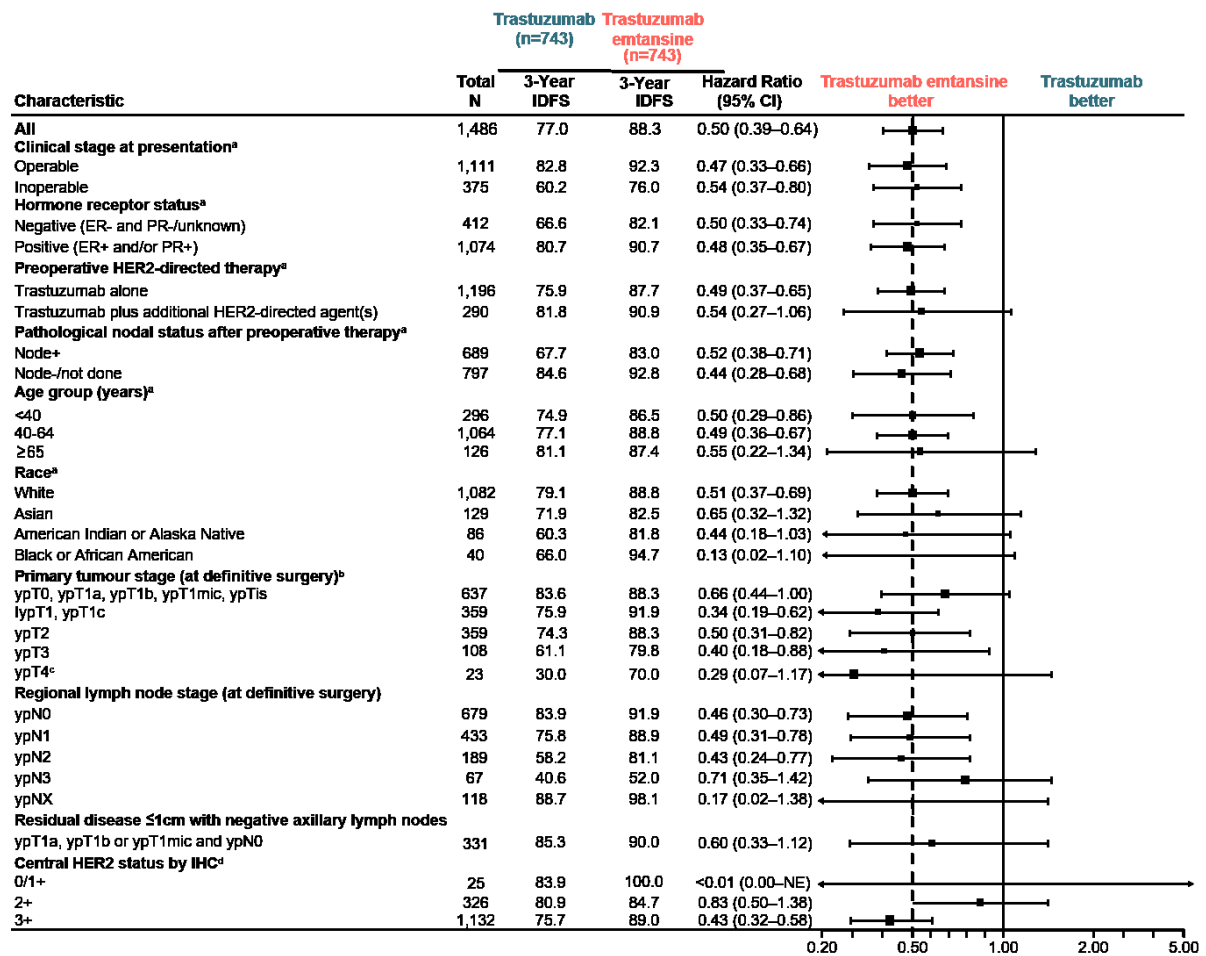 Trastuzumab Trastuzumab
(n=743) emtansine
(n=743)
Total 3-Year 3-Year Hazard Ratio Trastuzumab emtansine Trastuzumab
Characteristic N IDFS IDFS (95% CI) better better
All 1,486 77.0 88.3 0.50 (0.39–0.64)
Clinical stage at presentationᵃ
Operable 1,111 82.8 92.3 0.47 (0.33–0.66)
Inoperable 375 60.2 76.0 0.54 (0.37–0.80)
Hormone receptor statusᵃ
Negative (ER- and PR-/unknown) 412 66.6 82.1 0.50 (0.33–0.74)
Positive (ER+ and/or PR+) 1,074 80.7 90.7 0.48 (0.35–0.67)
Preoperative HER2-directed therapyᵃ
Trastuzumab alone 1,196 75.9 87.7 0.49 (0.37–0.65)
Trastuzumab plus additional HER2-directed agent(s) 290 81.8 90.9 0.54 (0.27–1.06)
Pathological nodal status after preoperative therapyᵃ
Node+ 689 67.7 83.0 0.52 (0.38–0.71)
Node-/not done 797 84.6 92.8 0.44 (0.28–0.68)
Age group (years)ᵃ
<40 296 74.9 86.5 0.50 (0.29–0.86)
40-64 1,064 77.1 88.8 0.49 (0.36–0.67)
≥65 126 81.1 87.4 0.55 (0.22–1.34)
Raceᵃ
White 1,082 79.1 88.8 0.51 (0.37–0.69)
Asian 129 71.9 82.5 0.65 (0.32–1.32)
American Indian or Alaska Native 86 60.3 81.8 0.44 (0.18–1.03)
Black or African American 40 66.0 94.7 0.13 (0.02–1.10)
Primary tumour stage (at definitive surgery)ᵇ
ypT0, ypT1a, ypT1b, ypT1mic, ypTis 637 83.6 88.3 0.66 (0.44–1.00)
IypT1, ypT1c 359 75.9 91.9 0.34 (0.19–0.62)
ypT2 359 74.3 88.3 0.50 (0.31–0.82)
ypT3 108 61.1 79.8 0.40 (0.18–0.88)
ypT4ᶜ 23 30.0 70.0 0.29 (0.07–1.17)
Regional lymph node stage (at definitive surgery)
ypN0 679 83.9 91.9 0.46 (0.30–0.73)
ypN1 433 75.8 88.9 0.49 (0.31–0.78)
ypN2 189 58.2 81.1 0.43 (0.24–0.77)
ypN3 67 40.6 52.0 0.71 (0.35–1.42)
ypNX 118 88.7 98.1 0.17 (0.02–1.38)
Residual disease ≤1cm with negative axillary lymph nodes
ypT1a, ypT1b or ypT1mic and ypN0 331 85.3 90.0 0.60 (0.33–1.12)
Central HER2 status by IHCᵈ
0/1+ 25 83.9 100.0 <0.01 (0.00–NE)
2+ 326 80.9 84.7 0.83 (0.50–1.38)
3+ 1,132 75.7 89.0 0.43 (0.32–0.58)
0.20 0.50 1.00 2.00 5.00